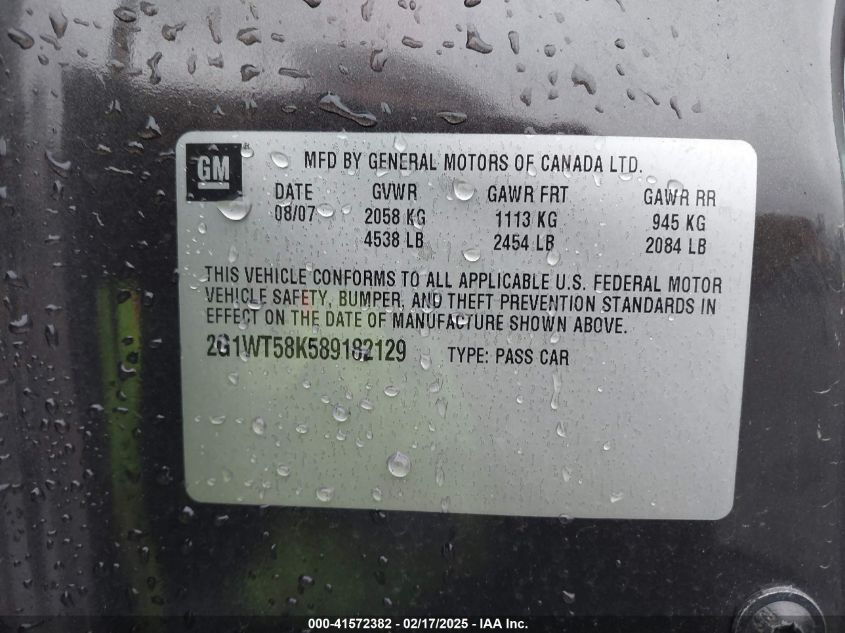 GM MFD BY GENERAL MOTORS OF CANADA LTD.
DATE GVWR GAWR FRT GAWR RR
08/07 2058 KG 1113 KG 945 KG
4538 LB 2454 LB 2084 LB
THIS VEHICLE CONFORMS TO ALL APPLICABLE U.S. FEDERAL MOTOR
VEHICLE SAFETY, BUMPER, AND THEFT PREVENTION STANDARDS IN
EFFECT ON THE DATE OF MANUFACTURE SHOWN ABOVE.
2G1WT58K589182129 TYPE: PASS CAR
000-41572382 - 02/17/2025 - IAA Inc.